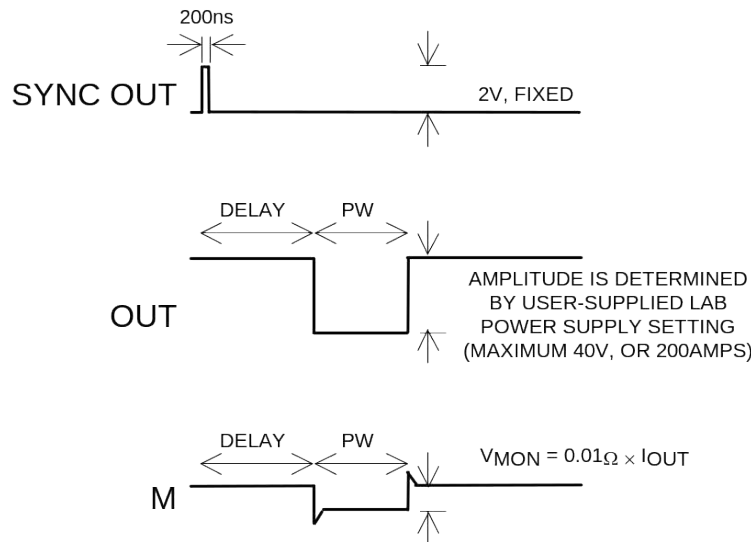 200ns
SYNC OUT
2V, FIXED
DELAY
PW
OUT
AMPLITUDE IS DETERMINED
BY USER-SUPPLIED LAB
POWER SUPPLY SETTING
(MAXIMUM 40V, OR 200AMPS)
DELAY
PW
VMON = 0.01Ω × IOUT
M